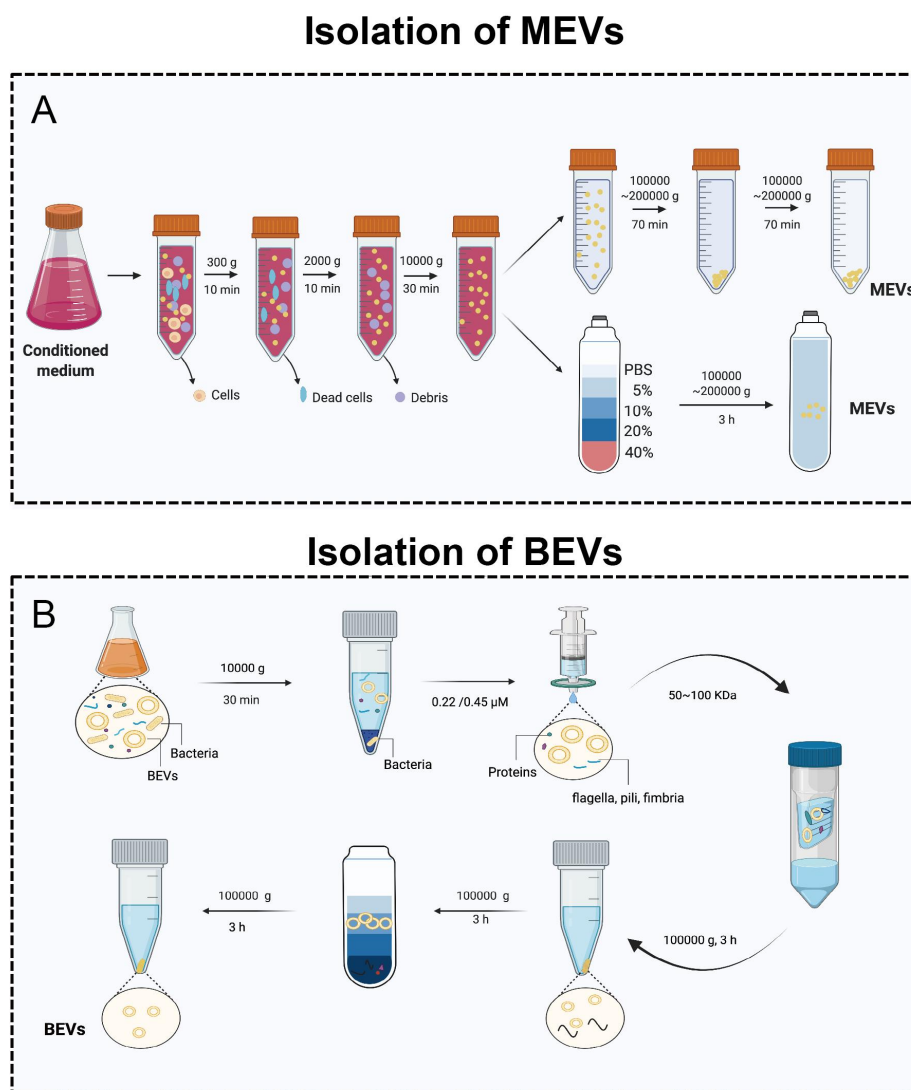 Isolation of MEVs
A
Conditioned
medium
300 g
10 min
2000 g
10 min
10000 g
30 min
Cells
Dead cells
Debris
100000
~200000 g
70 min
100000
~200000 g
70 min
MEVs
PBS
5%
10%
20%
40%
100000
~200000 g
3 h
MEVs
Isolation of BEVs
B
10000 g
30 min
Bacteria
BEVs
Bacteria
0.22 /0.45 µM
Proteins
flagella, pili, fimbria
50~100 KDa
100000 g, 3 h
100000 g
3 h
100000 g
3 h
BEVs